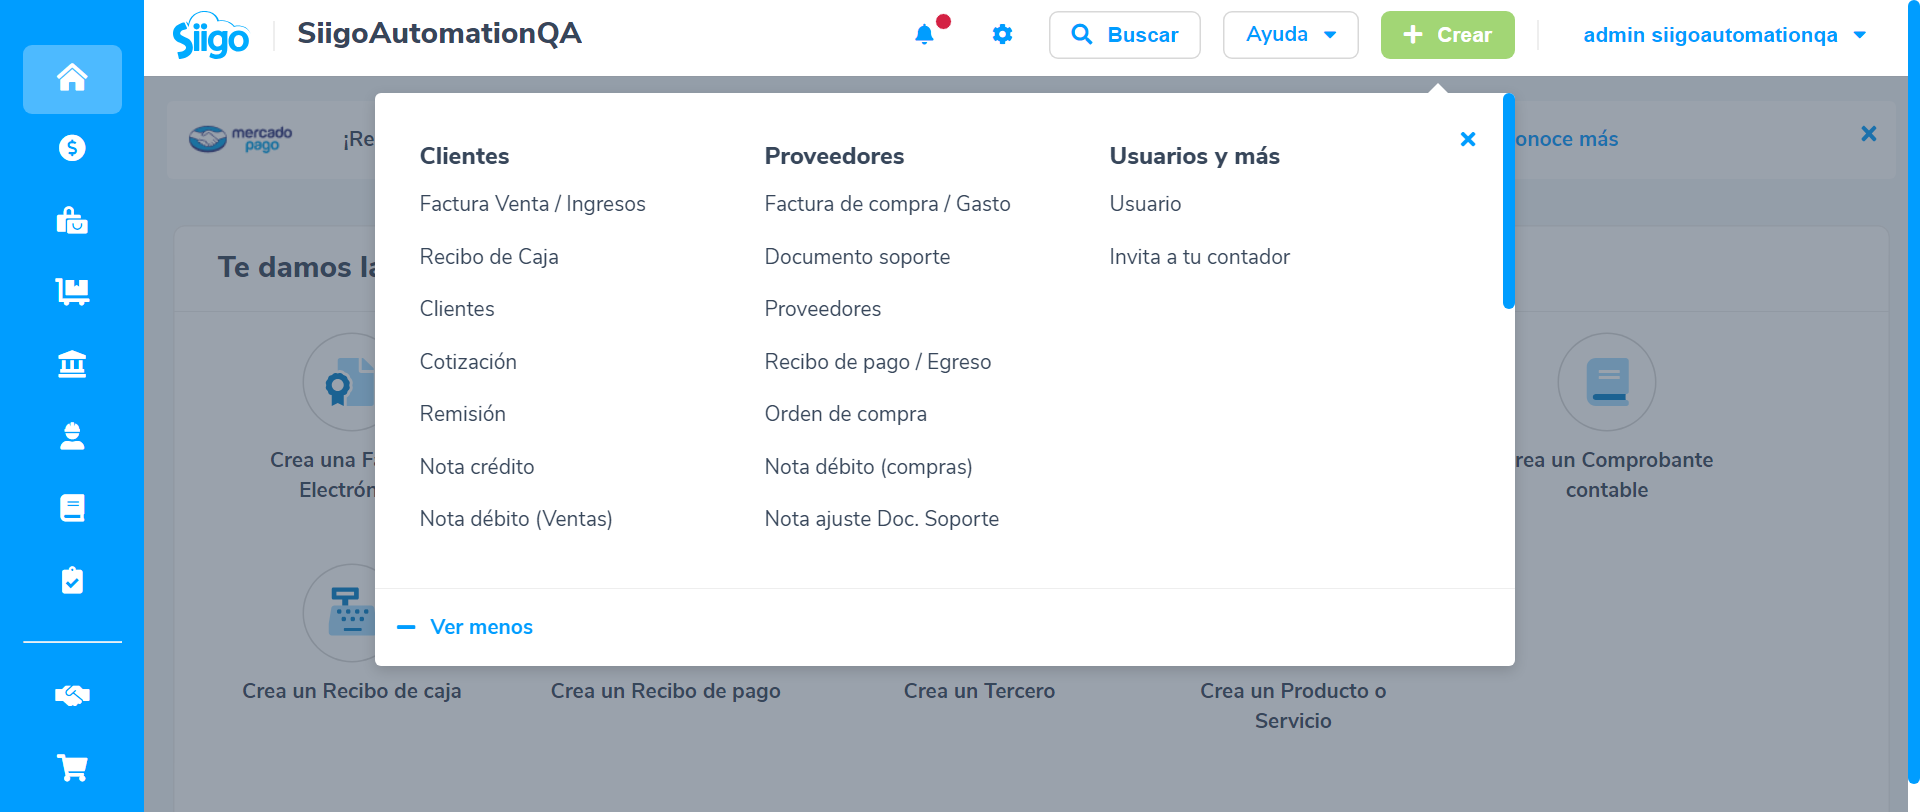 Siigo
SiigoAutomationQA
Buscar
Ayuda
Crear
admin siigoautomationqa
mercado
pago
¡Re
onoce más
Te damos la
Clientes
Factura Venta / Ingresos
Recibo de Caja
Clientes
Cotización
Remisión
Nota crédito
Nota débito (Ventas)
Proveedores
Factura de compra / Gasto
Documento soporte
Proveedores
Recibo de pago / Egreso
Orden de compra
Nota débito (compras)
Nota ajuste Doc. Soporte
Usuarios y más
Usuario
Invita a tu contador
Ver menos
Crea una Fa
Electrón
rea un Comprobante
contable
Crea un Recibo de caja
Crea un Recibo de pago
Crea un Tercero
Crea un Producto o
Servicio